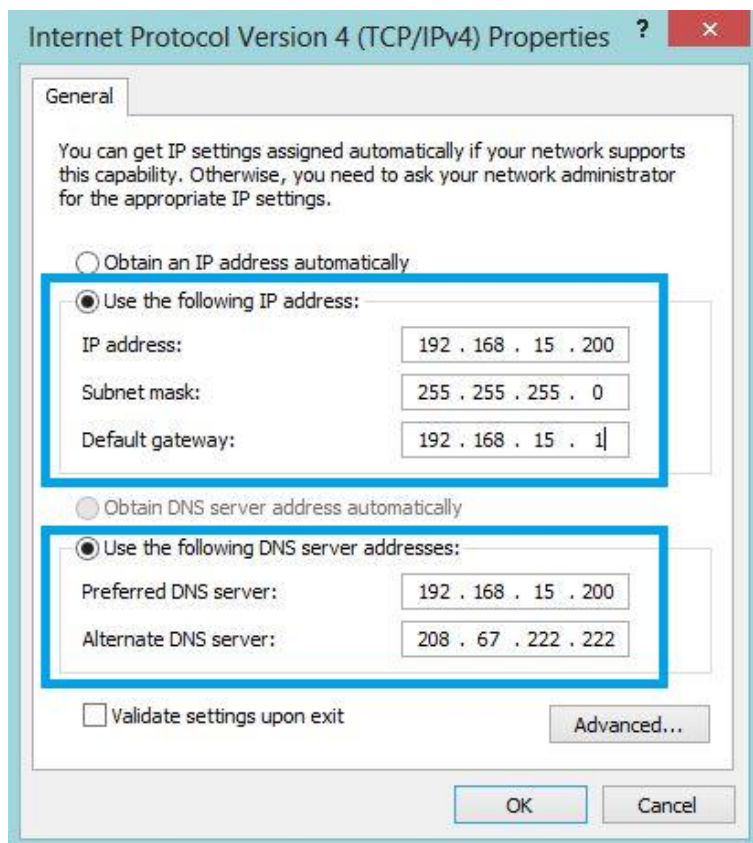 Internet Protocol Version 4 (TCP/IPv4) Properties ?
General
You can get IP settings assigned automatically if your network supports
this capability. Otherwise, you need to ask your network administrator
for the appropriate IP settings.
Obtain an IP address automatically
Use the following IP address:
IP address: 192 . 168 . 15 . 200
Subnet mask: 255 . 255 . 255 . 0
Default gateway: 192 . 168 . 15 . 1
Obtain DNS server address automatically
Use the following DNS server addresses:
Preferred DNS server: 192 . 168 . 15 . 200
Alternate DNS server: 208 . 67 . 222 . 222
Validate settings upon exit
Advanced...
OK Cancel